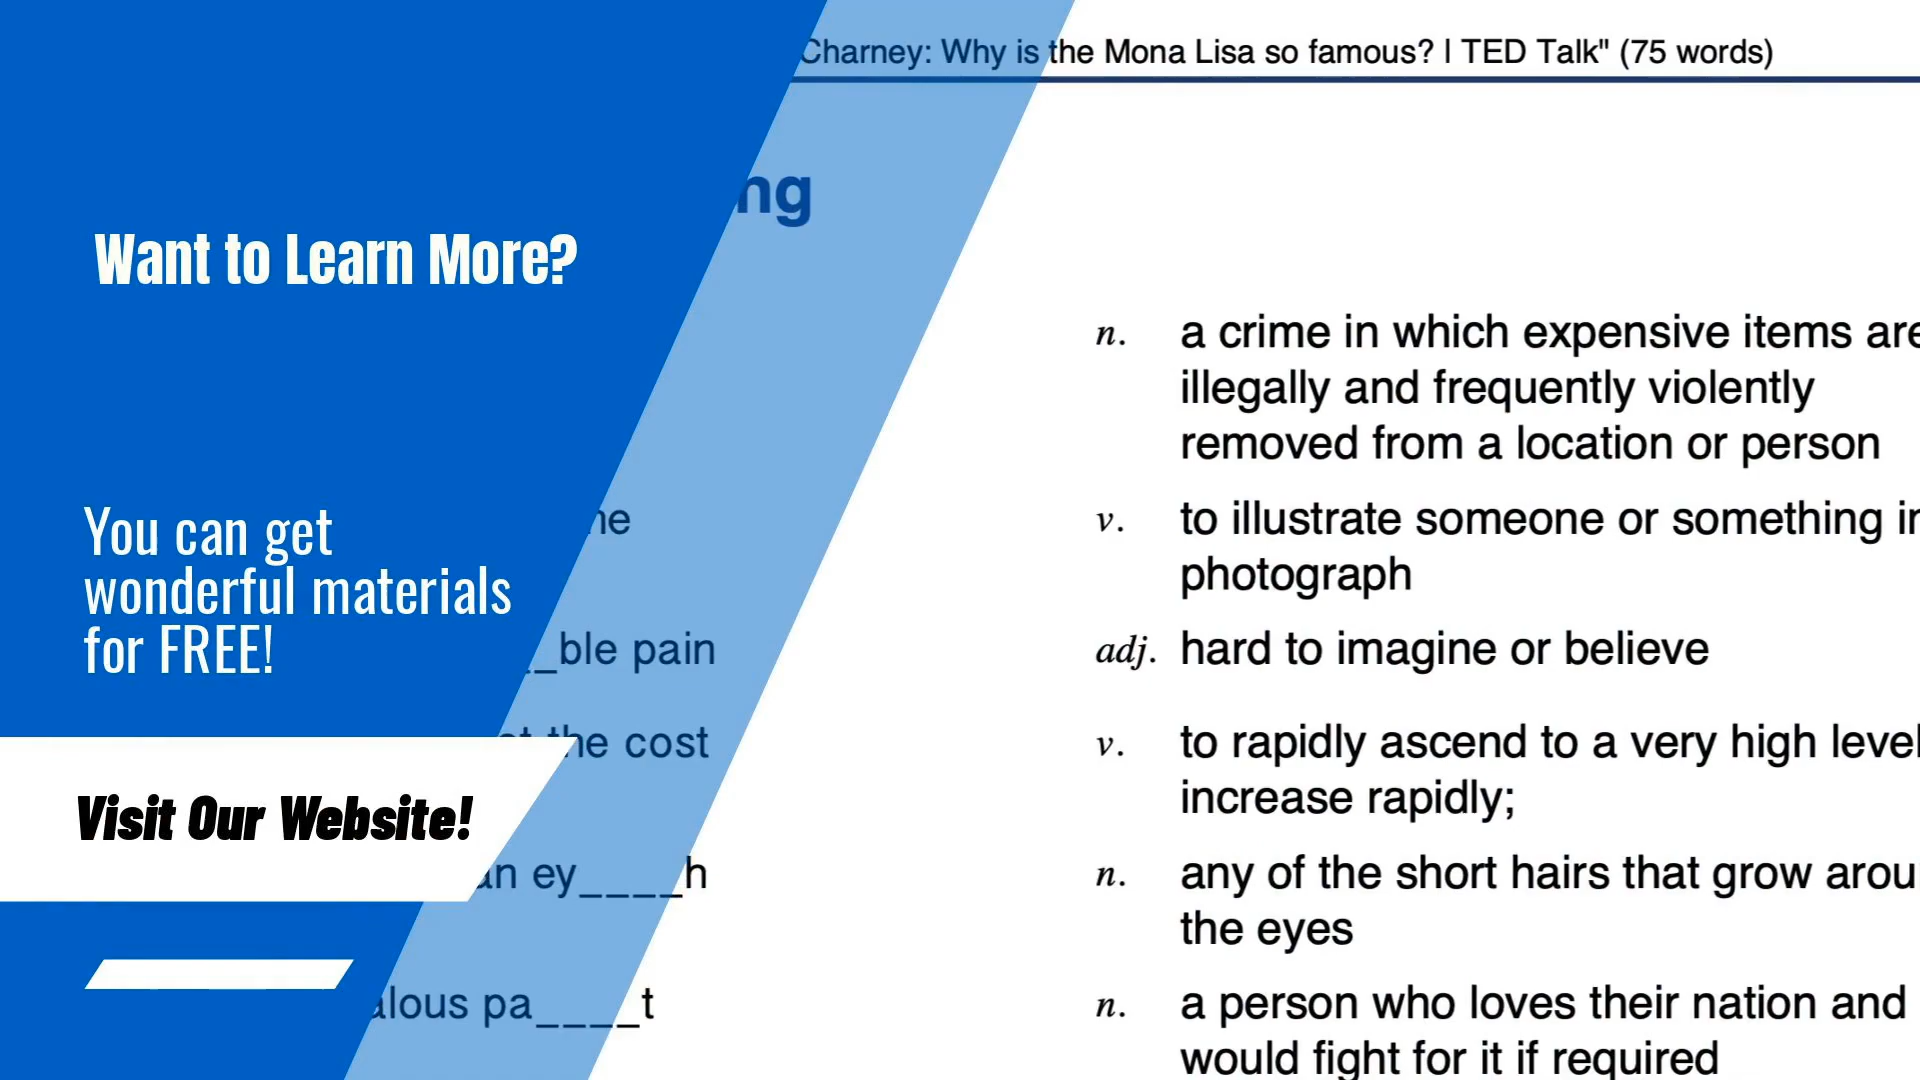 Charney: Why is the Mona Lisa so famous? | TED Talk" (75 words)
ng
Want to Learn More?
You can get
wonderful materials
for FREE!
Visit Our Website!
ne
_ble pain
the cost
an ey____h
alous pa____t
n. a crime in which expensive items are
illegally and frequently violently
removed from a location or person
v. to illustrate someone or something in
photograph
adj. hard to imagine or believe
v. to rapidly ascend to a very high level
increase rapidly;
n. any of the short hairs that grow arou
the eyes
n. a person who loves their nation and
would fight for it if required